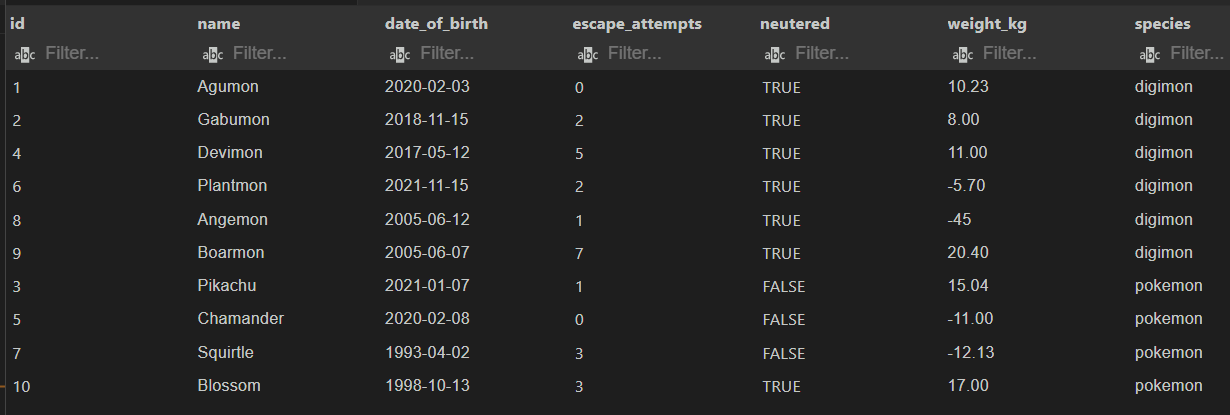 id name date_of_birth escape_attempts neutered weight_kg species
abc Filter... abc Filter... abc Filter... abc Filter... abc Filter... abc Filter... abc Filter...
1 Agumon 2020-02-03 0 TRUE 10.23 digimon
2 Gabumon 2018-11-15 2 TRUE 8.00 digimon
4 Devimon 2017-05-12 5 TRUE 11.00 digimon
6 Plantmon 2021-11-15 2 TRUE -5.70 digimon
8 Angemon 2005-06-12 1 TRUE -45 digimon
9 Boarmon 2005-06-07 7 TRUE 20.40 digimon
3 Pikachu 2021-01-07 1 FALSE 15.04 pokemon
5 Chamander 2020-02-08 0 FALSE -11.00 pokemon
7 Squirtle 1993-04-02 3 FALSE -12.13 pokemon
10 Blossom 1998-10-13 3 TRUE 17.00 pokemon